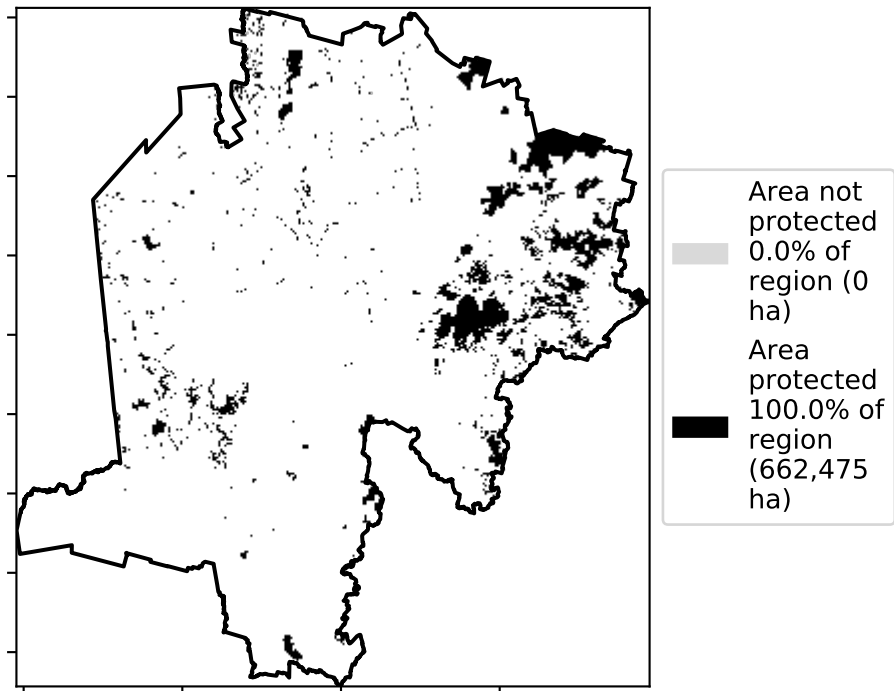 Area not
protected
0.0% of
region (0
ha)
Area
protected
100.0% of
region
(662,475
ha)